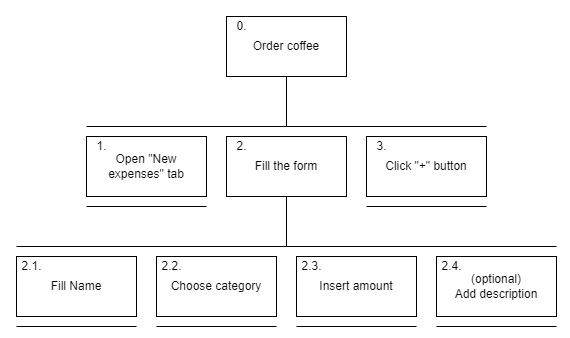 0.
Order coffee
1.
Open "New
expenses" tab
2.
Fill the form
3.
Click "+" button
2.1.
Fill Name
2.2.
Choose category
2.3.
Insert amount
2.4.
(optional)
Add description